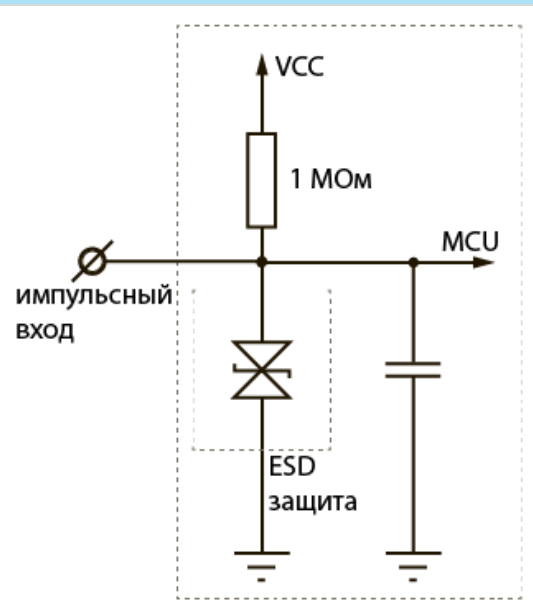 VCC
1 МОм
MCU
импульсный
вход
ESD
защита